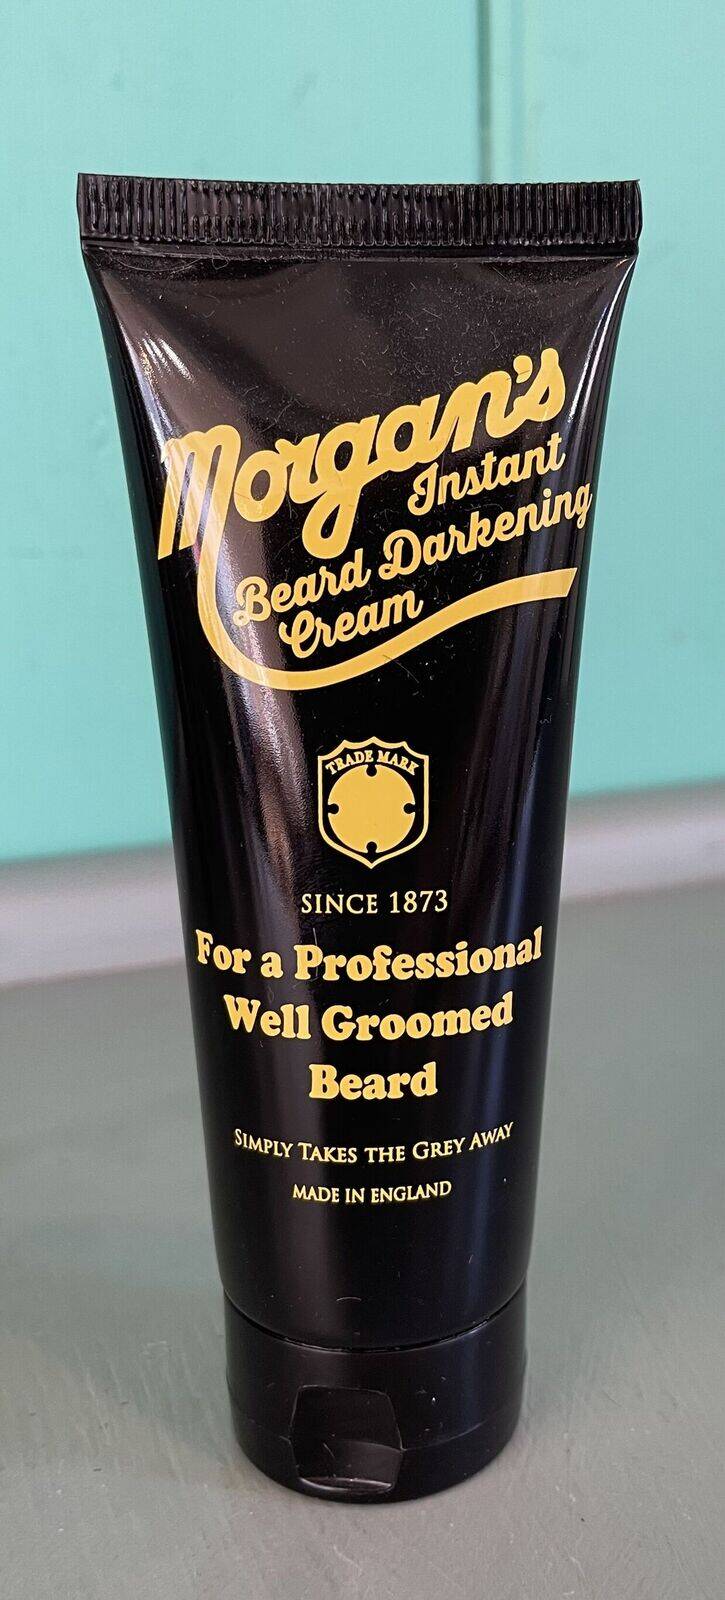 Morgan's
Instant
Beard Darkening
Cream
TRADE MARK
SINCE 1873
For a Professional
Well Groomed
Beard
SIMPLY TAKES THE GREY AWAY
MADE IN ENGLAND